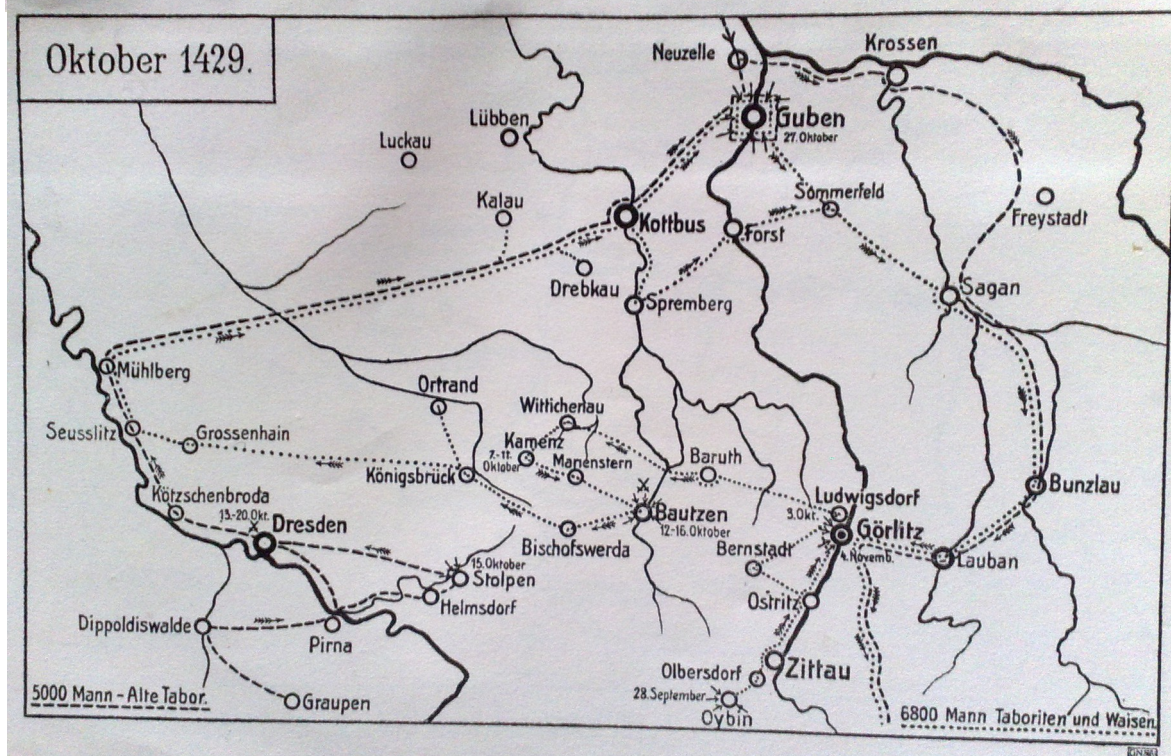 Oktober 1429.
Neuzelle
Krossen
Guben
27. Oktober
Lübben
Luckau
Kalau
Sommerfeld
Freystadt
Kottbus
Forst
Drebkau
Spremberg
Sagan
Mühlberg
Ortrand
Wittichenau
Seusslitz
Grossenhain
Kamenz
7.-11.
Oktober
Marienstern
Baruth
Königsbrück
Bunzlau
Kötzschenbroda
13.-20.Okt.
Dresden
Ludwigsdorf
3.Okt.
Bautzen
12-16.Oktober
Görlitz
4.Novemb.
Bischofswerda
Bernstadt
15.Oktober
Stolpen
Lauban
Helmsdorf
Ostritz
Dippoldiswalde
Pirna
Zittau
Olbersdorf
28.September
Oybin
Graupen
5000 Mann - Alte Tabor.
6800 Mann Taboriten und Waisen.